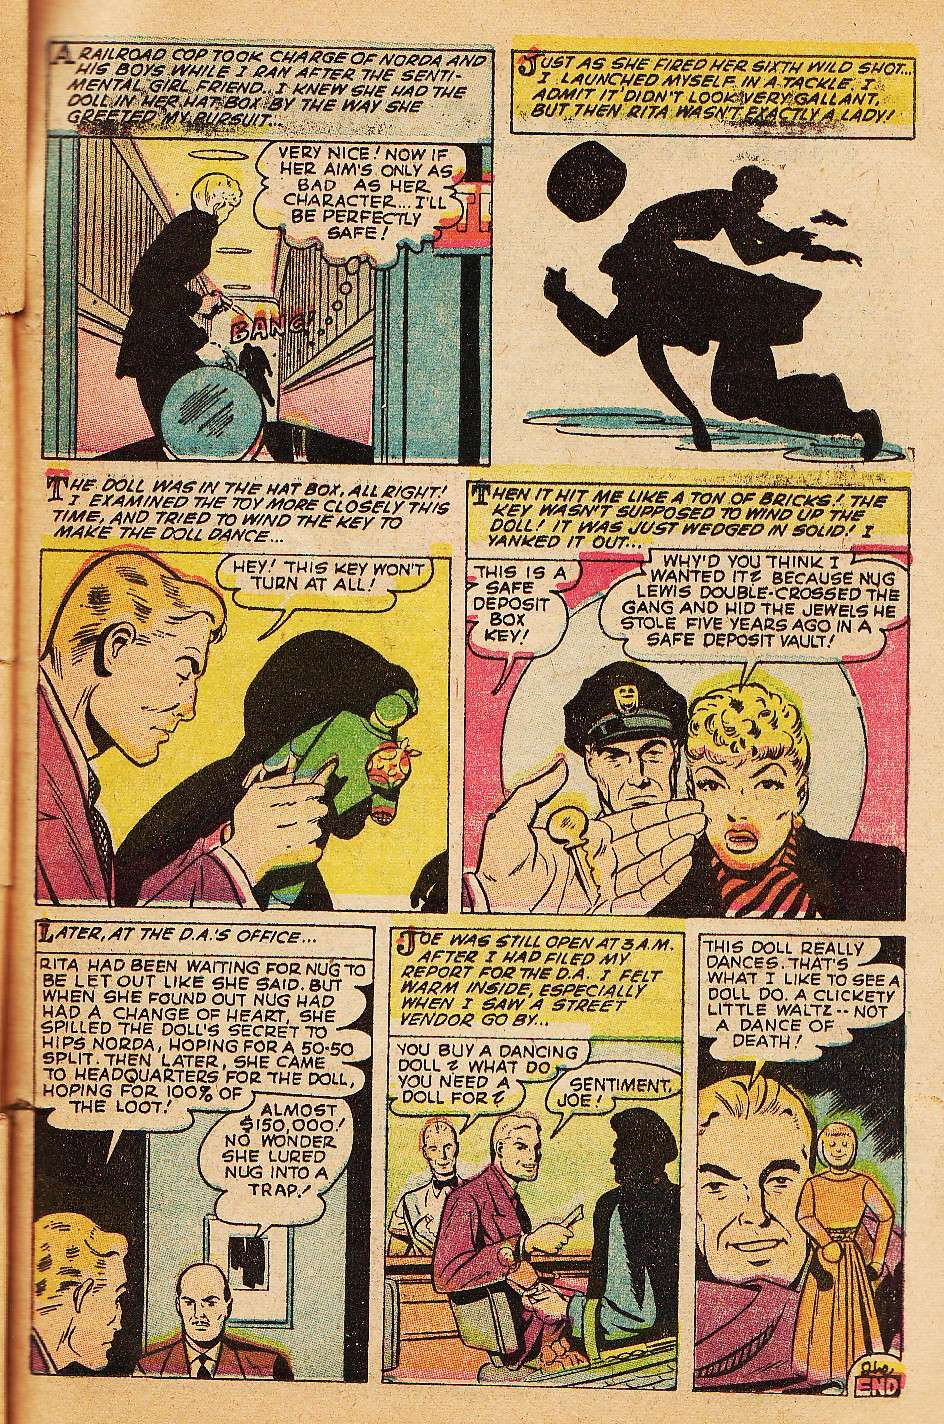 A RAILROAD COP TOOK CHARGE OF NORDA AND
HIS BOYS WHILE I RAN AFTER THE SENTI-
MENTAL GIRL FRIEND. I KNEW SHE HAD THE
DOLL IN HER HAT BOX BY THE WAY SHE
GREETED MY PURSUIT...
VERY NICE! NOW IF
HER AIM'S ONLY AS
BAD AS HER
CHARACTER...I'LL
BE PERFECTLY
SAFE!
BANG!
JUST AS SHE FIRED HER SIXTH WILD SHOT...
I LAUNCHED MYSELF IN A TACKLE. I
ADMIT IT DIDN'T LOOK VERY GALLANT.
BUT THEN RITA WASN'T EXACTLY A LADY!
THE DOLL WAS IN THE HAT BOX, ALL RIGHT!
I EXAMINED THE TOY MORE CLOSELY THIS
TIME, AND TRIED TO WIND THE KEY TO
MAKE THE DOLL DANCE...
HEY! THIS KEY WON'T
TURN AT ALL!
THEN IT HIT ME LIKE A TON OF BRICKS! THE
KEY WASN'T SUPPOSED TO WIND UP THE
DOLL! IT WAS JUST WEDGED IN SOLID! I
YANKED IT OUT...
THIS IS A
SAFE
DEPOSIT
BOX
KEY!
WHY'D YOU THINK I
WANTED IT? BECAUSE NUG
LEWIS DOUBLE-CROSSED THE
GANG AND HID THE JEWELS HE
STOLE FIVE YEARS AGO IN A
SAFE DEPOSIT VAULT!
LATER, AT THE D.A.'S OFFICE...
RITA HAD BEEN WAITING FOR NUG TO
BE LET OUT LIKE SHE SAID. BUT
WHEN SHE FOUND OUT NUG HAD
HAD A CHANGE OF HEART, SHE
SPILLED THE DOLL'S SECRET TO
HIPS NORDA, HOPING FOR A 50-50
SPLIT. THEN LATER, SHE CAME
TO HEADQUARTERS FOR THE DOLL,
HOPING FOR 100% OF
THE LOOT!
ALMOST
$150,000!
NO WONDER
SHE LURED
NUG INTO A
TRAP!
JOE WAS STILL OPEN AT 3 A.M.
AFTER I HAD FILED MY
REPORT FOR THE D.A. I FELT
WARM INSIDE, ESPECIALLY
WHEN I SAW A STREET
VENDOR GO BY...
YOU BUY A DANCING
DOLL? WHAT DO
YOU NEED A
DOLL FOR?
SENTIMENT,
JOE!
THIS DOLL REALLY
DANCES. THAT'S
WHAT I LIKE TO SEE A
DOLL DO. A CLICKETY
LITTLE WALTZ--NOT
A DANCE OF
DEATH!
The
END